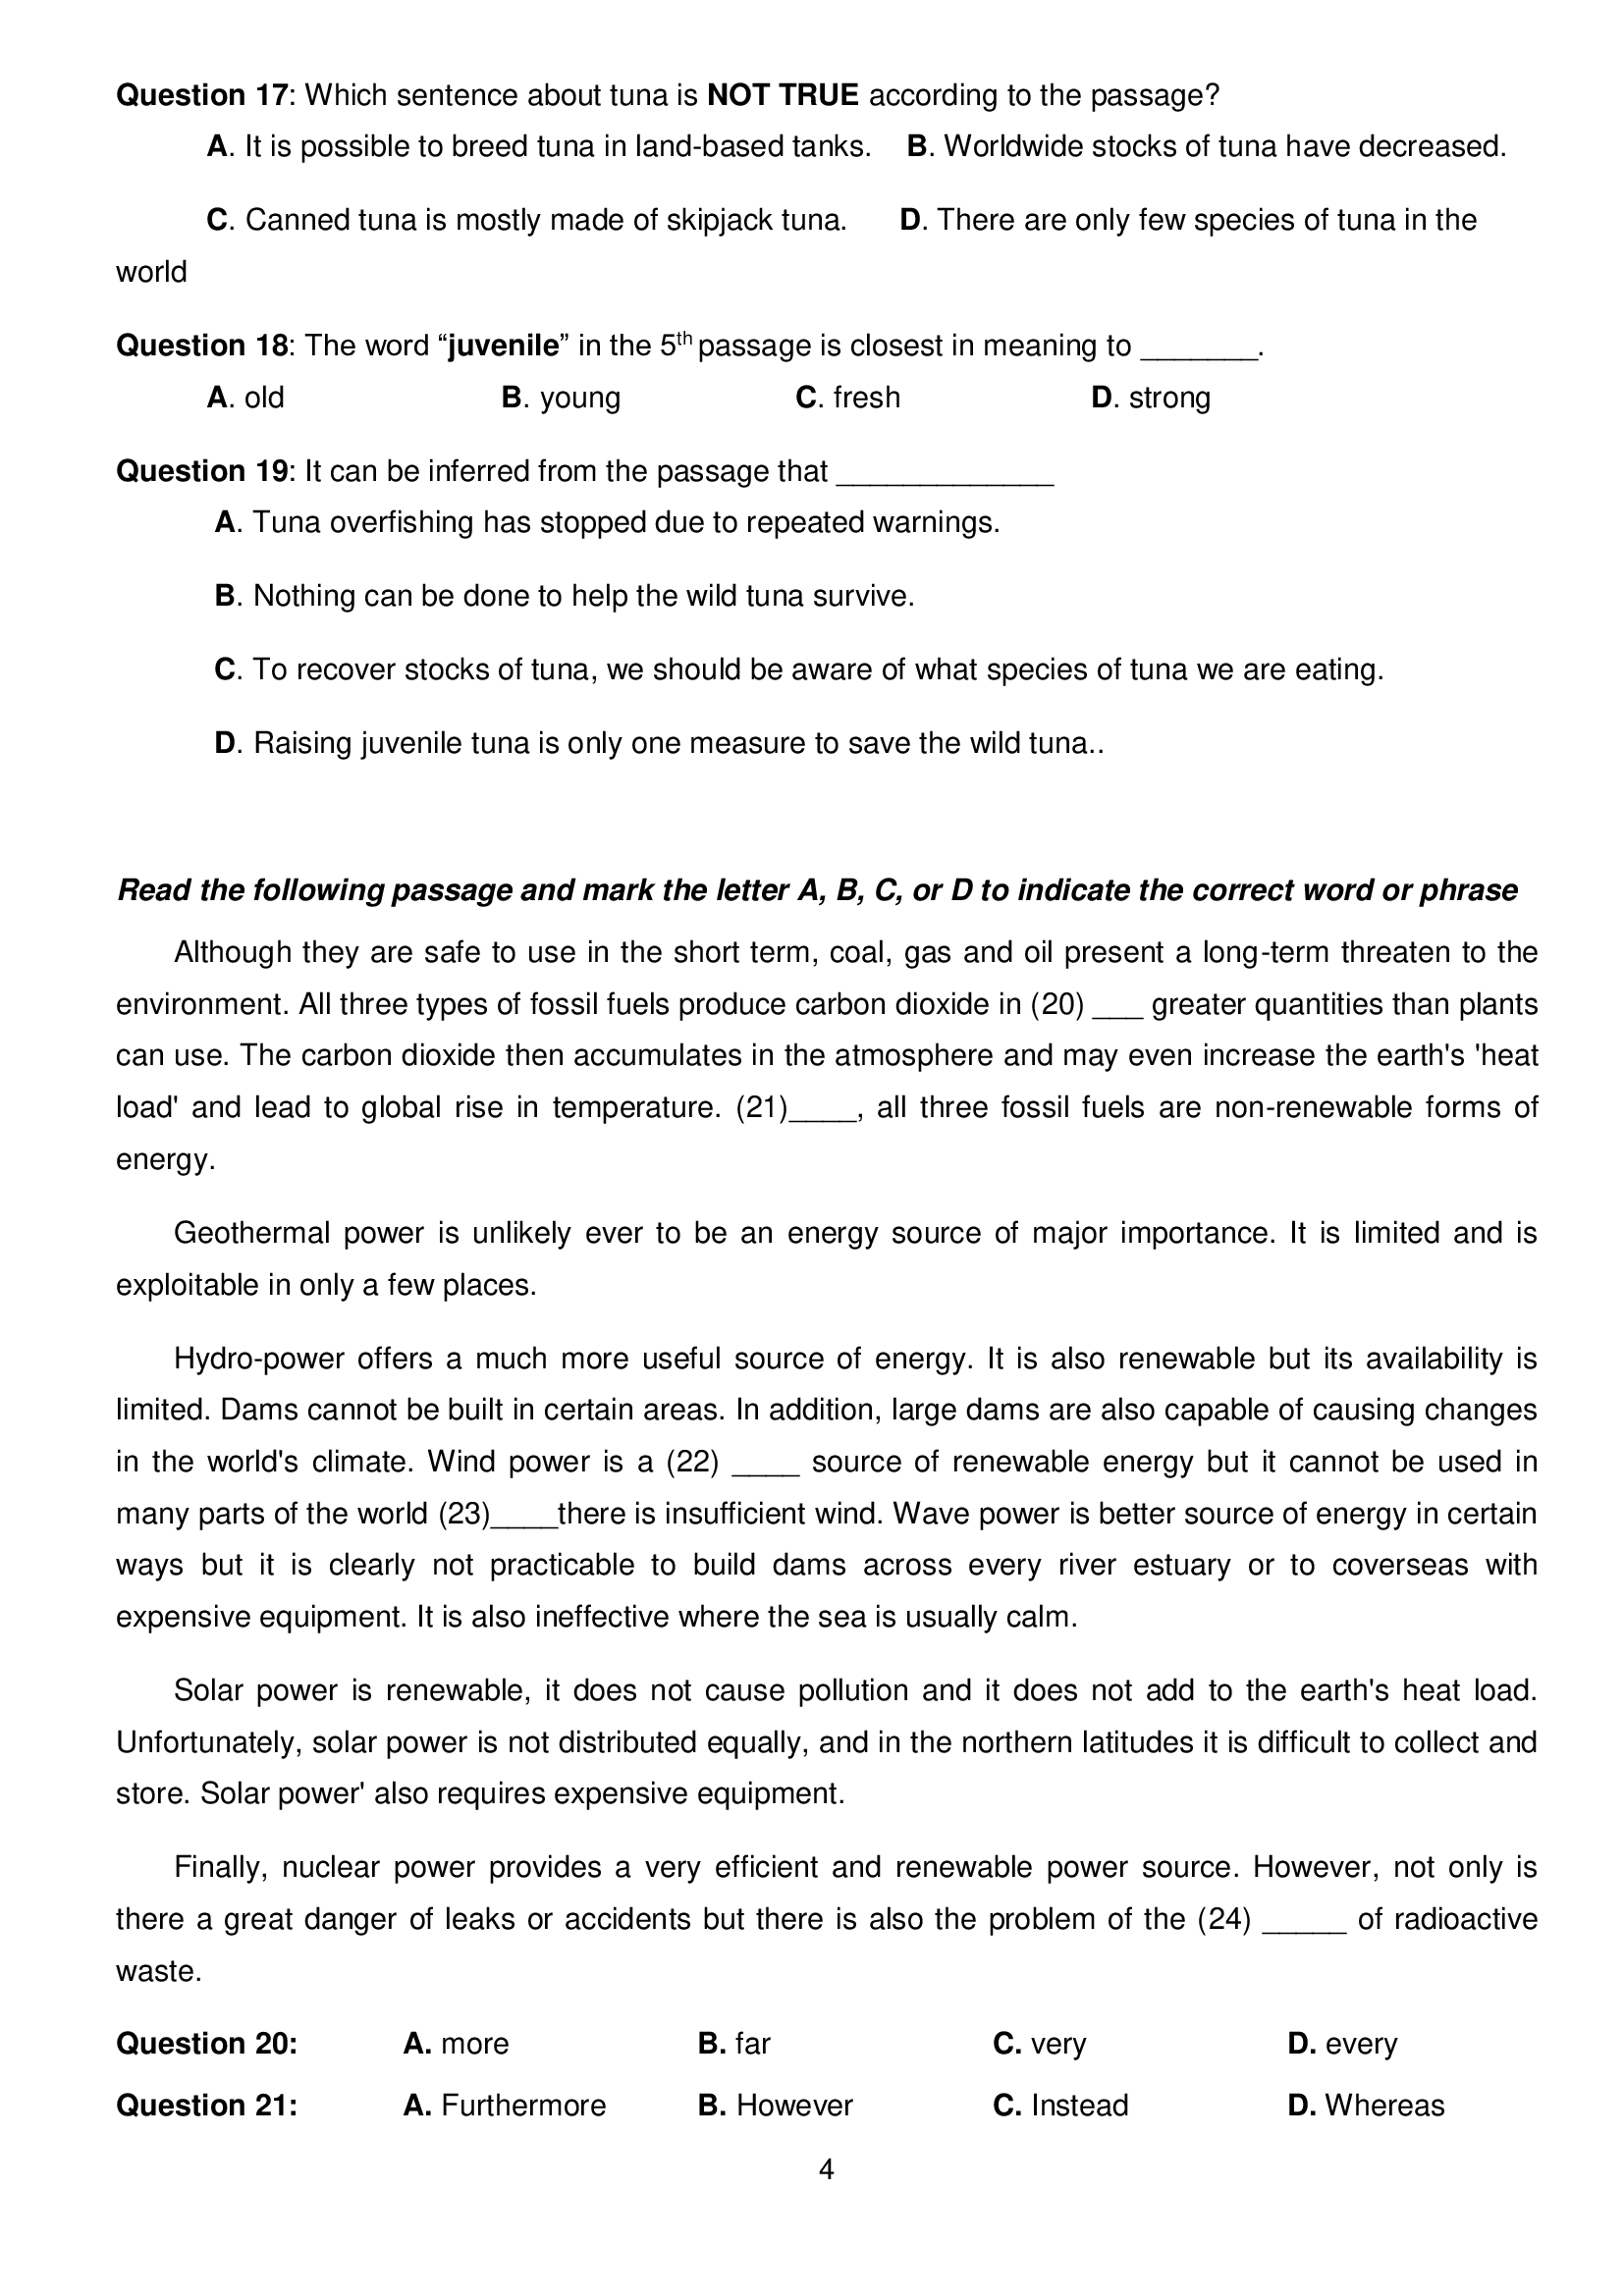 Question 17: Which sentence about tuna is NOT TRUE according to the passage?
A. It is possible to breed tuna in land-based tanks. B. Worldwide stocks of tuna have decreased.
C. Canned tuna is mostly made of skipjack tuna. D. There are only few species of tuna in the
world
Question 18: The word “juvenile” in the 5th passage is closest in meaning to _______.
A. old B. young C. fresh D. strong
Question 19: It can be inferred from the passage that _____________
A. Tuna overfishing has stopped due to repeated warnings.
B. Nothing can be done to help the wild tuna survive.
C. To recover stocks of tuna, we should be aware of what species of tuna we are eating.
D. Raising juvenile tuna is only one measure to save the wild tuna..
Read the following passage and mark the letter A, B, C, or D to indicate the correct word or phrase
Although they are safe to use in the short term, coal, gas and oil present a long-term threaten to the
environment. All three types of fossil fuels produce carbon dioxide in (20) ___ greater quantities than plants
can use. The carbon dioxide then accumulates in the atmosphere and may even increase the earth's 'heat
load' and lead to global rise in temperature. (21)____, all three fossil fuels are non-renewable forms of
energy.
Geothermal power is unlikely ever to be an energy source of major importance. It is limited and is
exploitable in only a few places.
Hydro-power offers a much more useful source of energy. It is also renewable but its availability is
limited. Dams cannot be built in certain areas. In addition, large dams are also capable of causing changes
in the world's climate. Wind power is a (22) ____ source of renewable energy but it cannot be used in
many parts of the world (23)____there is insufficient wind. Wave power is better source of energy in certain
ways but it is clearly not practicable to build dams across every river estuary or to coverseas with
expensive equipment. It is also ineffective where the sea is usually calm.
Solar power is renewable, it does not cause pollution and it does not add to the earth's heat load.
Unfortunately, solar power is not distributed equally, and in the northern latitudes it is difficult to collect and
store. Solar power' also requires expensive equipment.
Finally, nuclear power provides a very efficient and renewable power source. However, not only is
there a great danger of leaks or accidents but there is also the problem of the (24) _____ of radioactive
waste.
Question 20: A. more B. far C. very D. every
Question 21: A. Furthermore B. However C. Instead D. Whereas
4